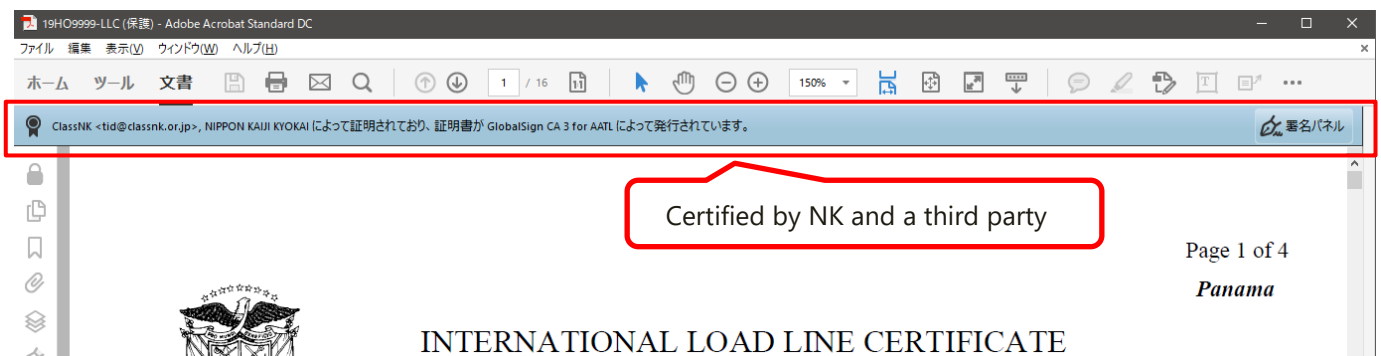 19HO9999-LLC (保護) - Adobe Acrobat Standard DC
ファイル 編集 表示(V) ウィンドウ(W) ヘルプ(H)
ホーム ツール 文書 1 / 16 150%
ClassNK <tid@classnk.or.jp>, NIPPON KAIJI KYOKAI によって証明されており、証明書が GlobalSign CA 3 for AATL によって発行されています。 署名パネル
Certified by NK and a third party
Page 1 of 4
Panama
INTERNATIONAL LOAD LINE CERTIFICATE